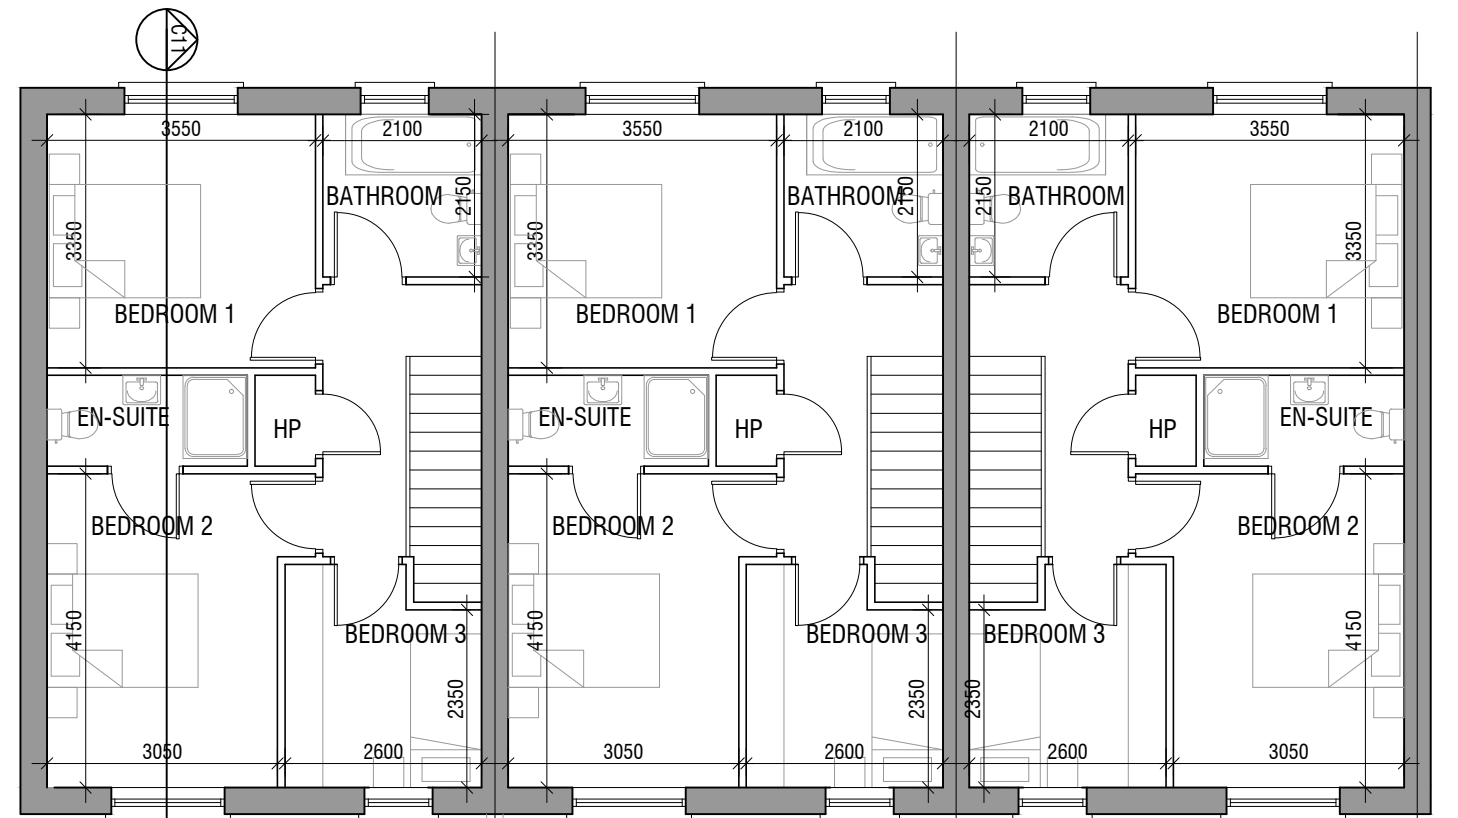 C11
3550 2100 3550 2100 2100 3550
BATHROOM BATHROOM BATHROOM
2150 2150 2150
3350 3350 3350
BEDROOM 1 BEDROOM 1 BEDROOM 1
EN-SUITE HP EN-SUITE HP HP EN-SUITE
BEDROOM 2 BEDROOM 2 BEDROOM 2
4150 4150 4150
BEDROOM 3 BEDROOM 3 BEDROOM 3
2350 2350 2350
3050 2600 3050 2600 2600 3050